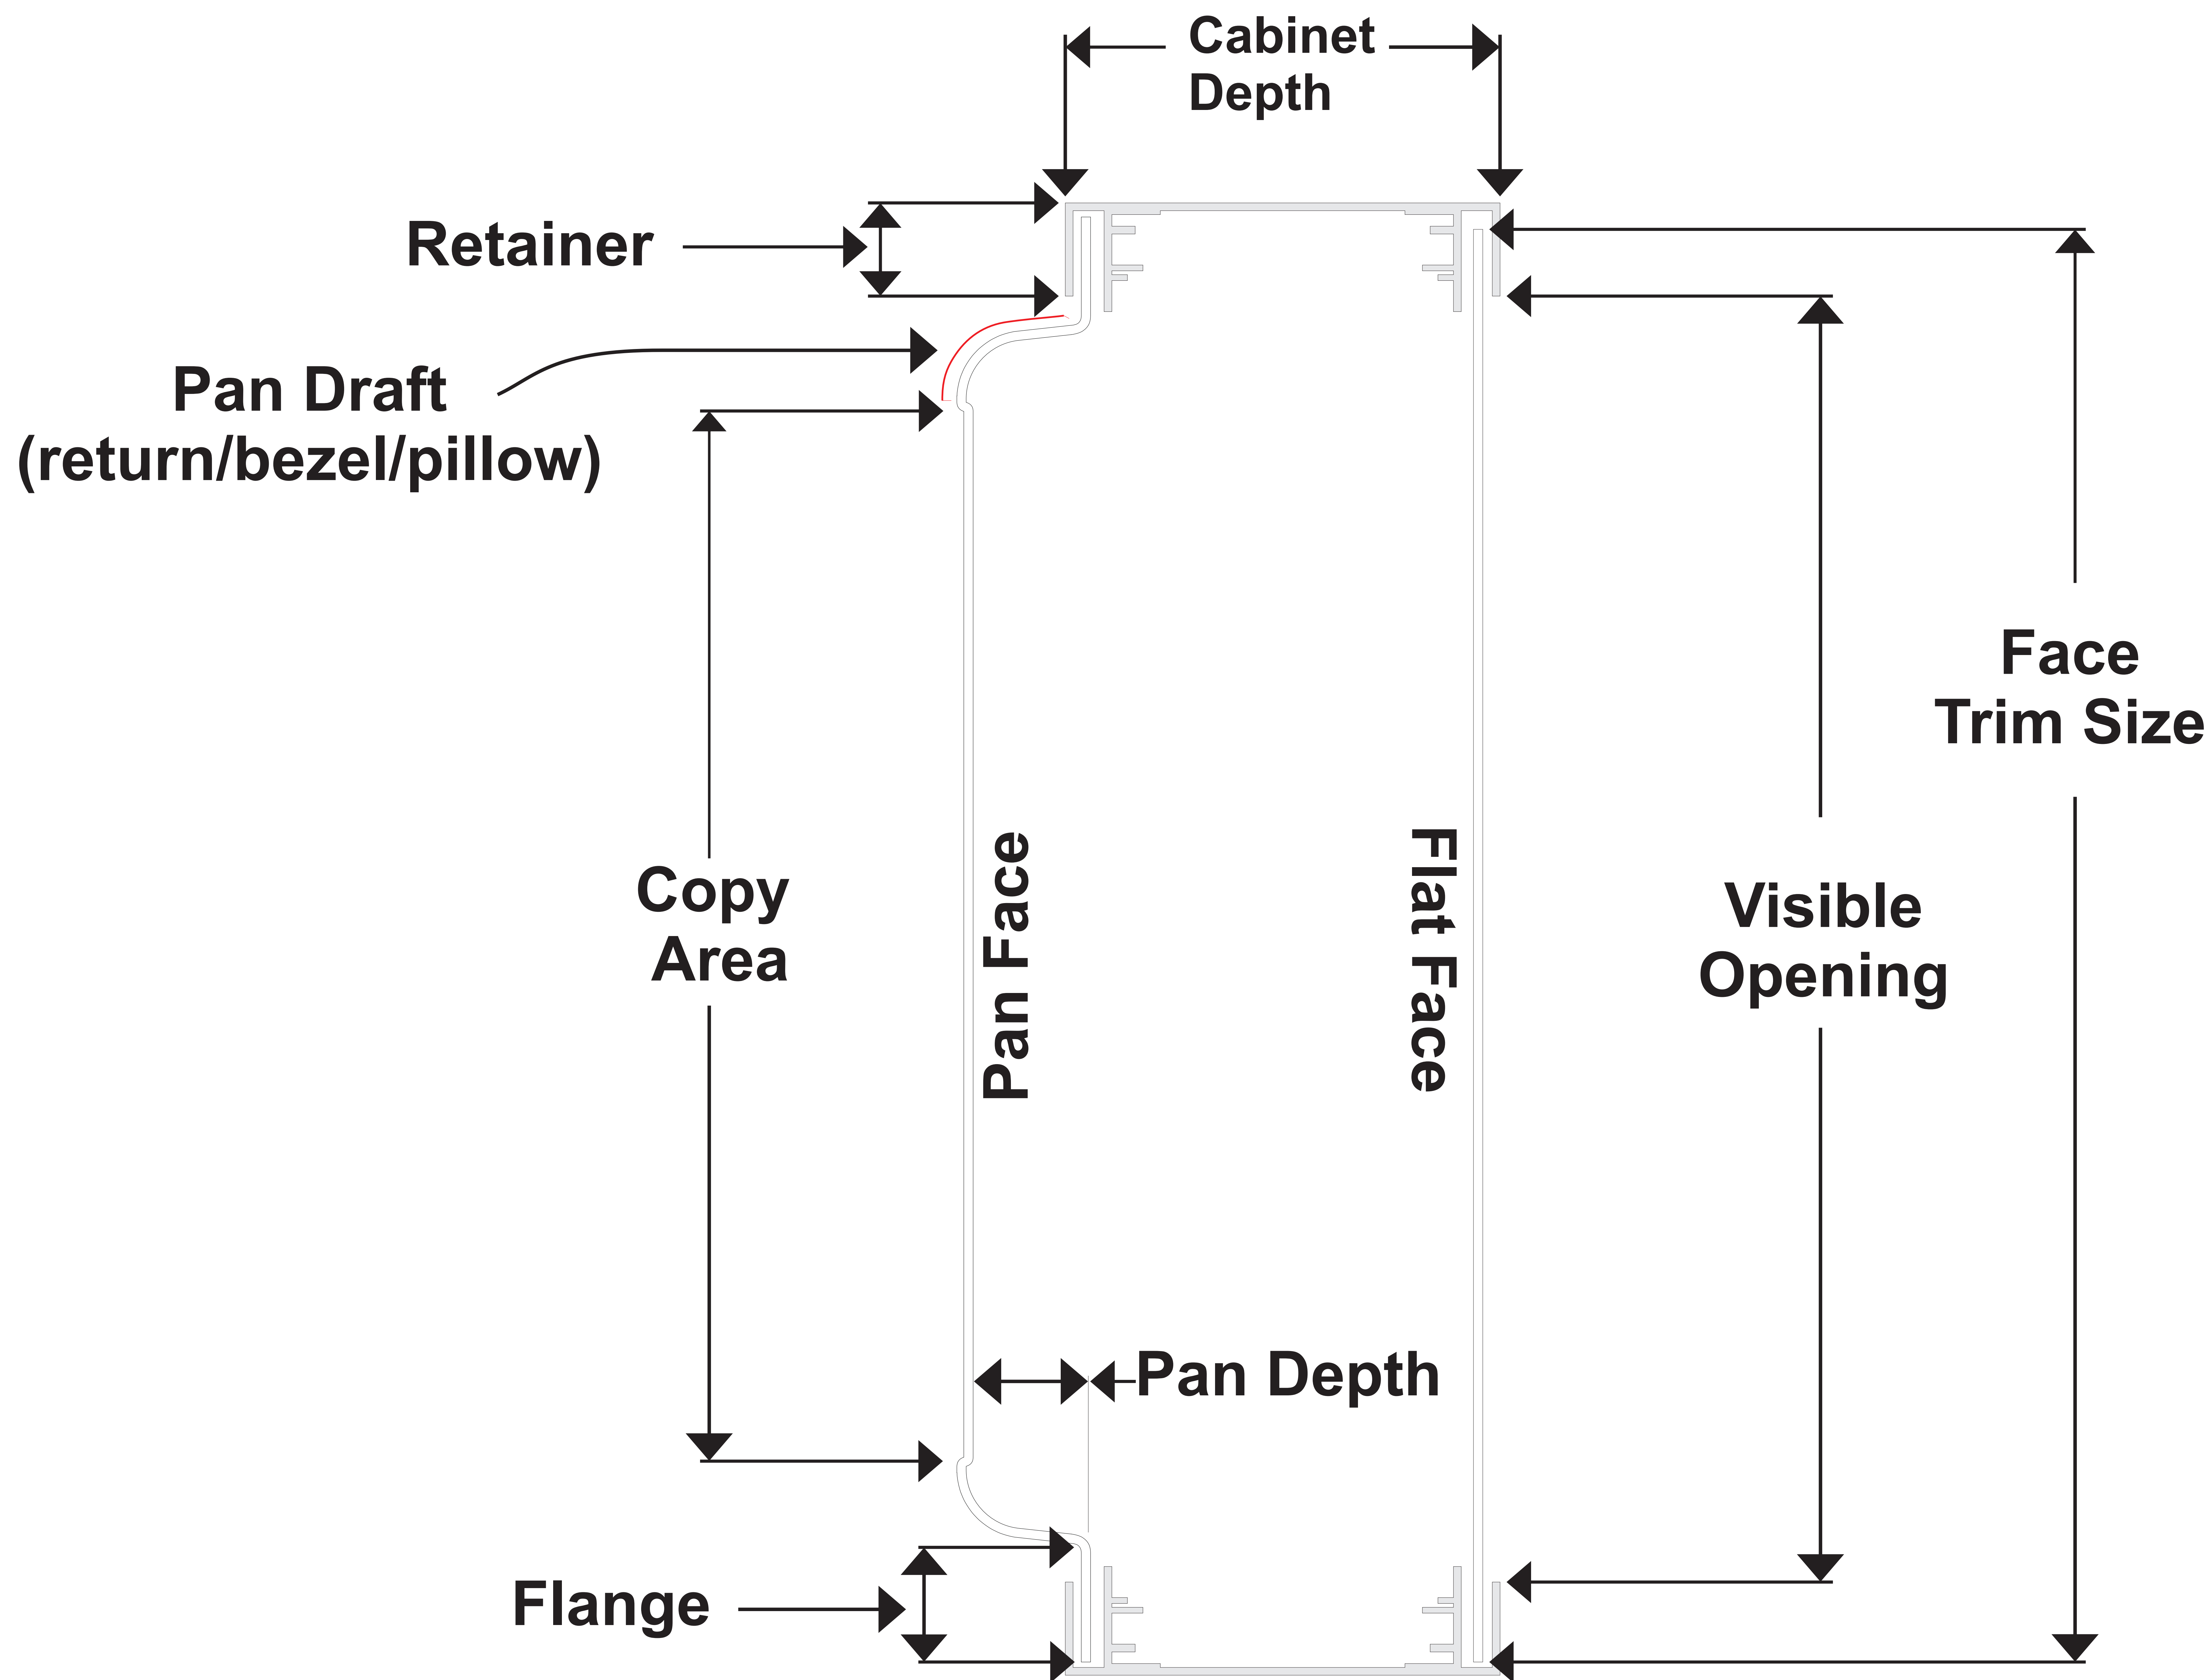 Cabinet
Depth
Retainer
Pan Draft
(return/bezel/pillow)
Face
Trim Size
Copy
Area
Pan Face
Flat Face
Visible
Opening
Pan Depth
Flange